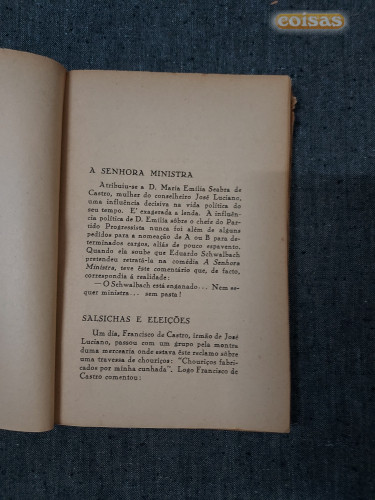 coisas
A SENHORA MINISTRA
Atribuiu-se a D. Maria Emília Seabra de
Castro, mulher do conselheiro José Luciano,
uma influência decisiva na vida política do
seu tempo. E' exagerada a lenda. A influên-
cia política de D. Emília sôbre o chefe do Par-
tido Progressista nunca foi além de alguns
pedidos para a nomeação de A ou B para de-
terminados cargos, aliás de pouco espavento.
Quando ela soube que Eduardo Schwalbach
pretendeu retratá-la na comédia A Senhora
Ministra, teve êste comentário que, de facto,
correspondia à realidade:
— O Schwalbach está enganado... Nem se-
quer ministra... sem pasta!
SALSICHAS E ELEIÇÕES
Um dia, Francisco de Castro, irmão de José
Luciano, passou com um grupo pela montra
duma mercearia onde estava êste reclamo sôbre
uma travessa de chouriços: "Chouriços fabri-
cados por minha cunhada". Logo Francisco de
Castro comentou: